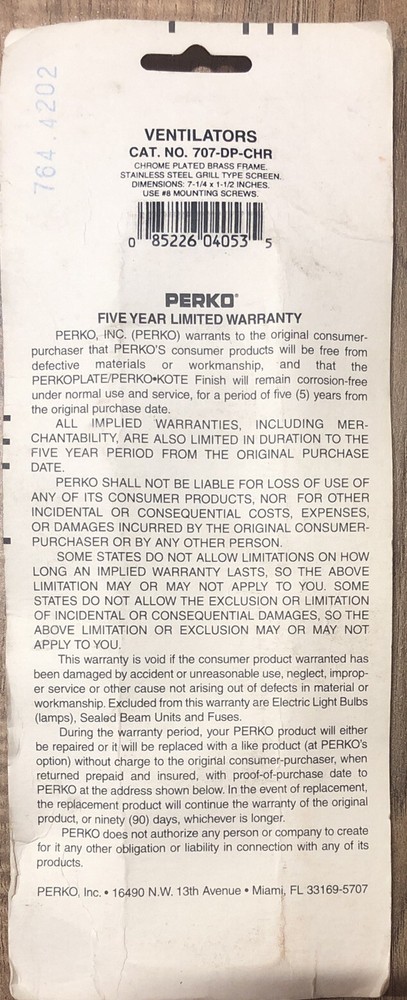 764.4202
VENTILATORS
CAT. NO. 707-DP-CHR
CHROME PLATED BRASS FRAME.
STAINLESS STEEL GRILL TYPE SCREEN.
DIMENSIONS: 7-1/4 x 1-1/2 INCHES.
USE #8 MOUNTING SCREWS.
0 85226 04053 5
PERKO®
FIVE YEAR LIMITED WARRANTY
PERKO, INC. (PERKO) warrants to the original consumer-
purchaser that PERKO'S consumer products will be free from
defective materials or workmanship, and that the
PERKOPLATE/PERKO•KOTE Finish will remain corrosion-free
under normal use and service, for a period of five (5) years from
the original purchase date.
ALL IMPLIED WARRANTIES, INCLUDING MER-
CHANTABILITY, ARE ALSO LIMITED IN DURATION TO THE
FIVE YEAR PERIOD FROM THE ORIGINAL PURCHASE
DATE.
PERKO SHALL NOT BE LIABLE FOR LOSS OF USE OF
ANY OF ITS CONSUMER PRODUCTS, NOR FOR OTHER
INCIDENTAL OR CONSEQUENTIAL COSTS, EXPENSES,
OR DAMAGES INCURRED BY THE ORIGINAL CONSUMER-
PURCHASER OR BY ANY OTHER PERSON.
SOME STATES DO NOT ALLOW LIMITATIONS ON HOW
LONG AN IMPLIED WARRANTY LASTS, SO THE ABOVE
LIMITATION MAY OR MAY NOT APPLY TO YOU. SOME
STATES DO NOT ALLOW THE EXCLUSION OR LIMITATION
OF INCIDENTAL OR CONSEQUENTIAL DAMAGES, SO THE
ABOVE LIMITATION OR EXCLUSION MAY OR MAY NOT
APPLY TO YOU.
This warranty is void if the consumer product warranted has
been damaged by accident or unreasonable use, neglect, improp-
er service or other cause not arising out of defects in material or
workmanship. Excluded from this warranty are Electric Light Bulbs
(lamps), Sealed Beam Units and Fuses.
During the warranty period, your PERKO product will either
be repaired or it will be replaced with a like product (at PERKO's
option) without charge to the original consumer-purchaser, when
returned prepaid and insured, with proof-of-purchase date to
PERKO at the address shown below. In the event of replacement,
the replacement product will continue the warranty of the original
product, or ninety (90) days, whichever is longer.
PERKO does not authorize any person or company to create
for it any other obligation or liability in connection with any of its
products.
PERKO, Inc. • 16490 N.W. 13th Avenue • Miami, FL 33169-5707